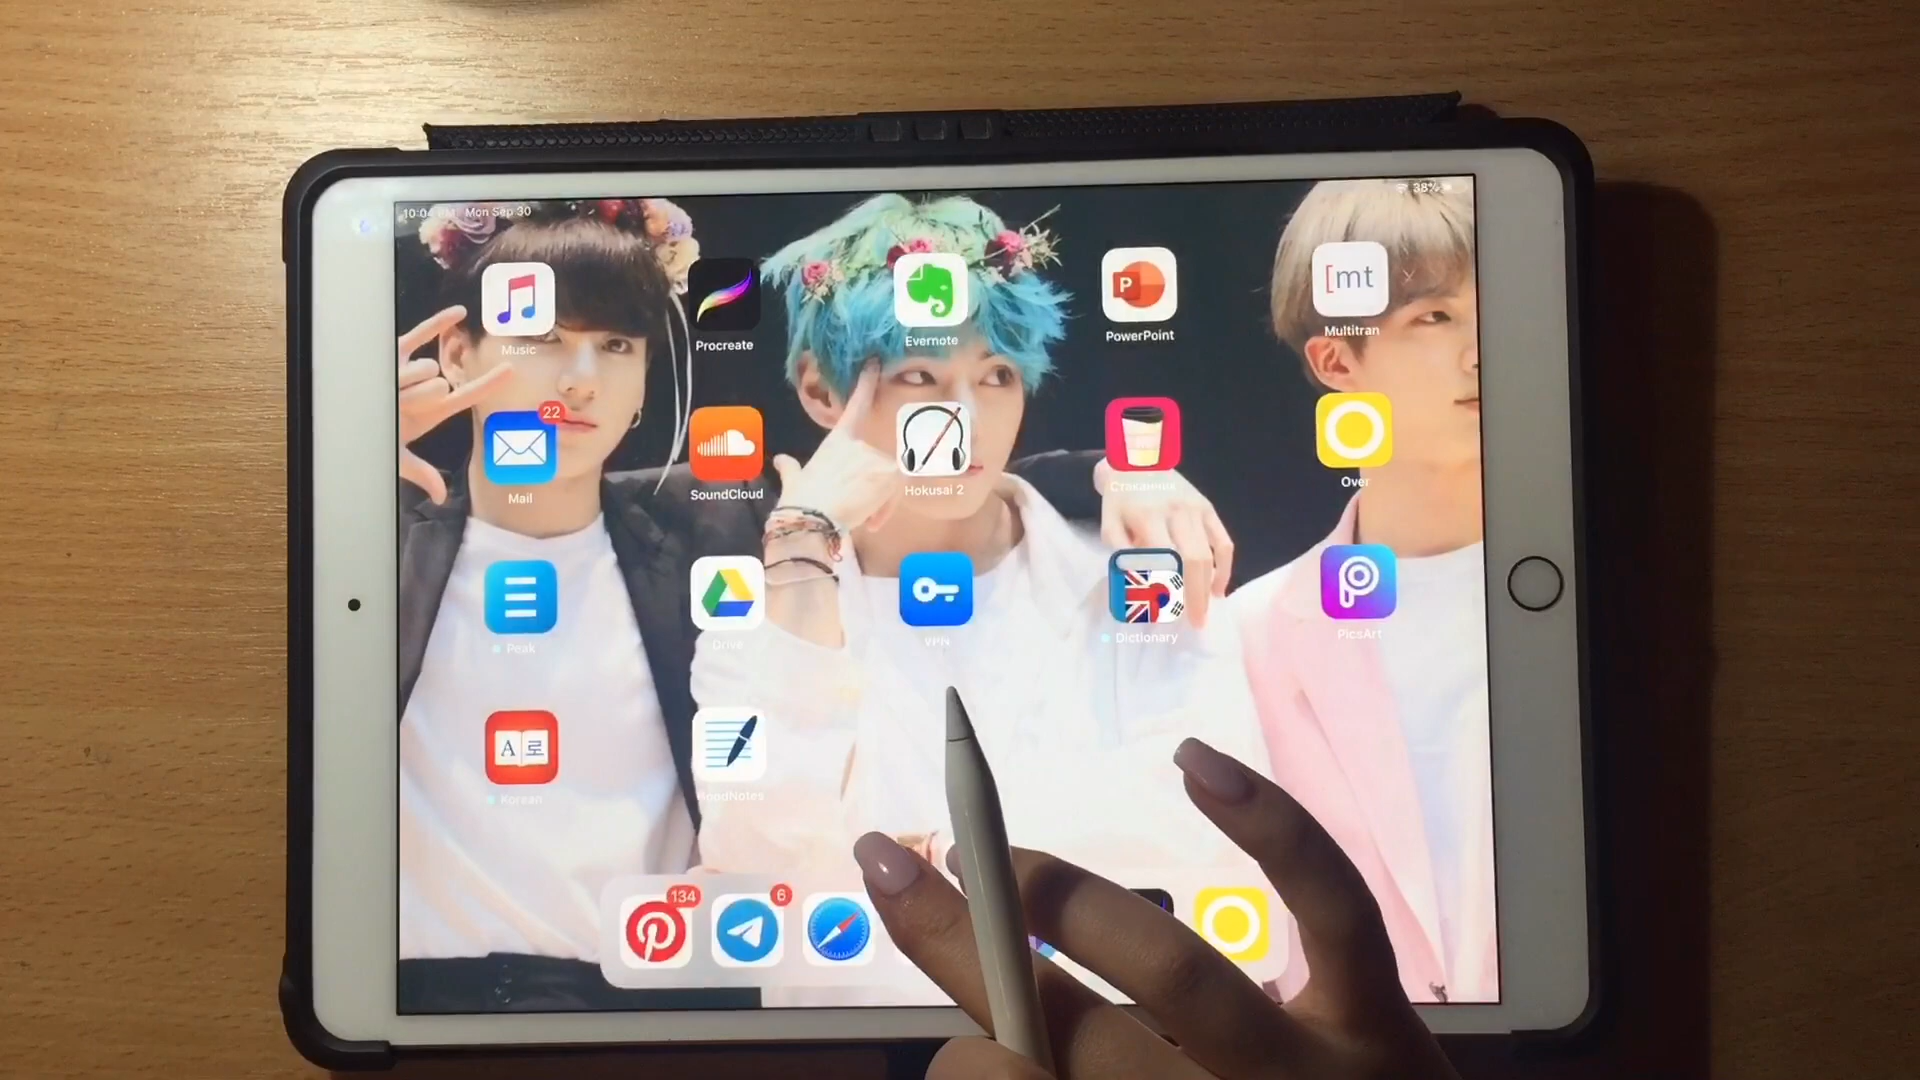 10:04 Mon Sep 30
38%
[mt
P
Music
Procreate
Evernote
PowerPoint
Multitran
22
Mail
SoundCloud
Hokusai 2
Стаканчик
Over
Peak
Drive
VPN
Dictionary
PicsArt
A 로
Korean
GoodNotes
134
6